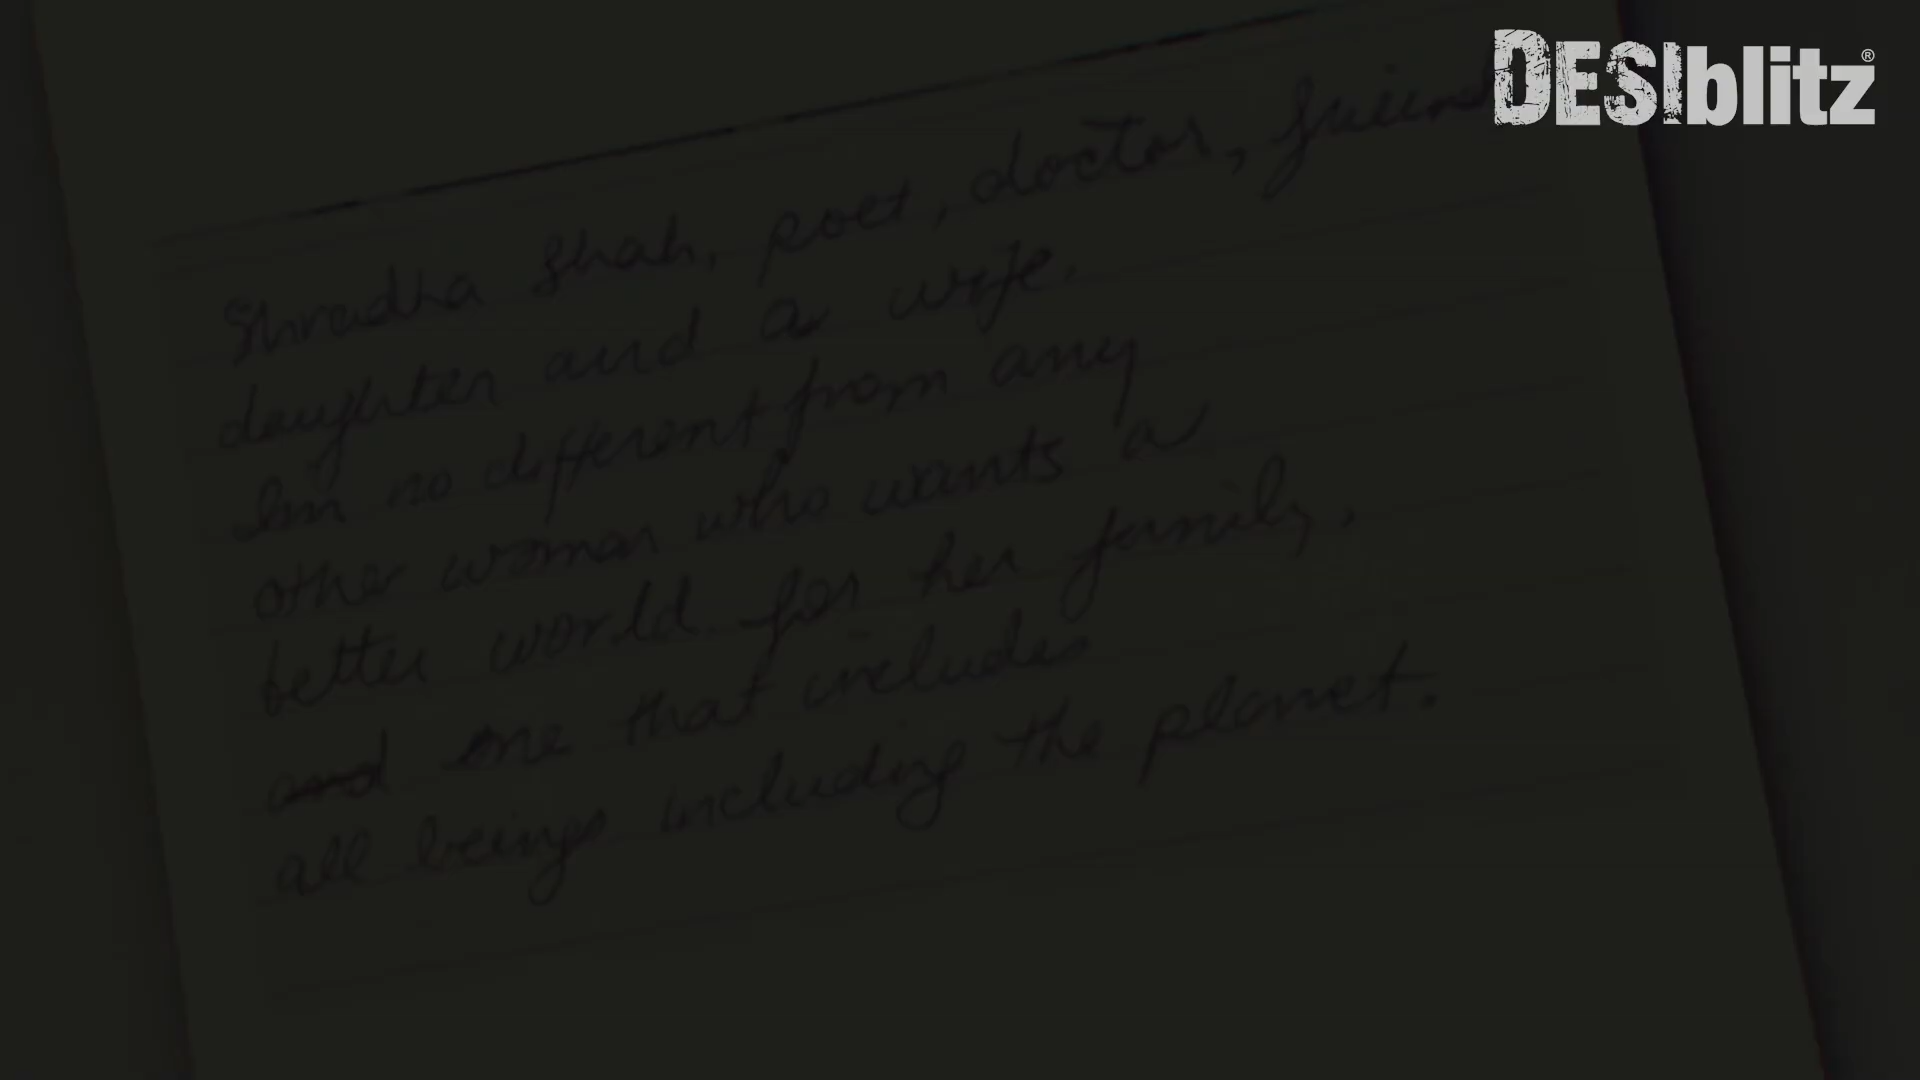 DESIblitz®
Shradha Shah, poet, doctor, friend
daughter and a wife.
I'm no different from any
other woman who wants a
better world for her family,
and one that includes
all beings including the planet.